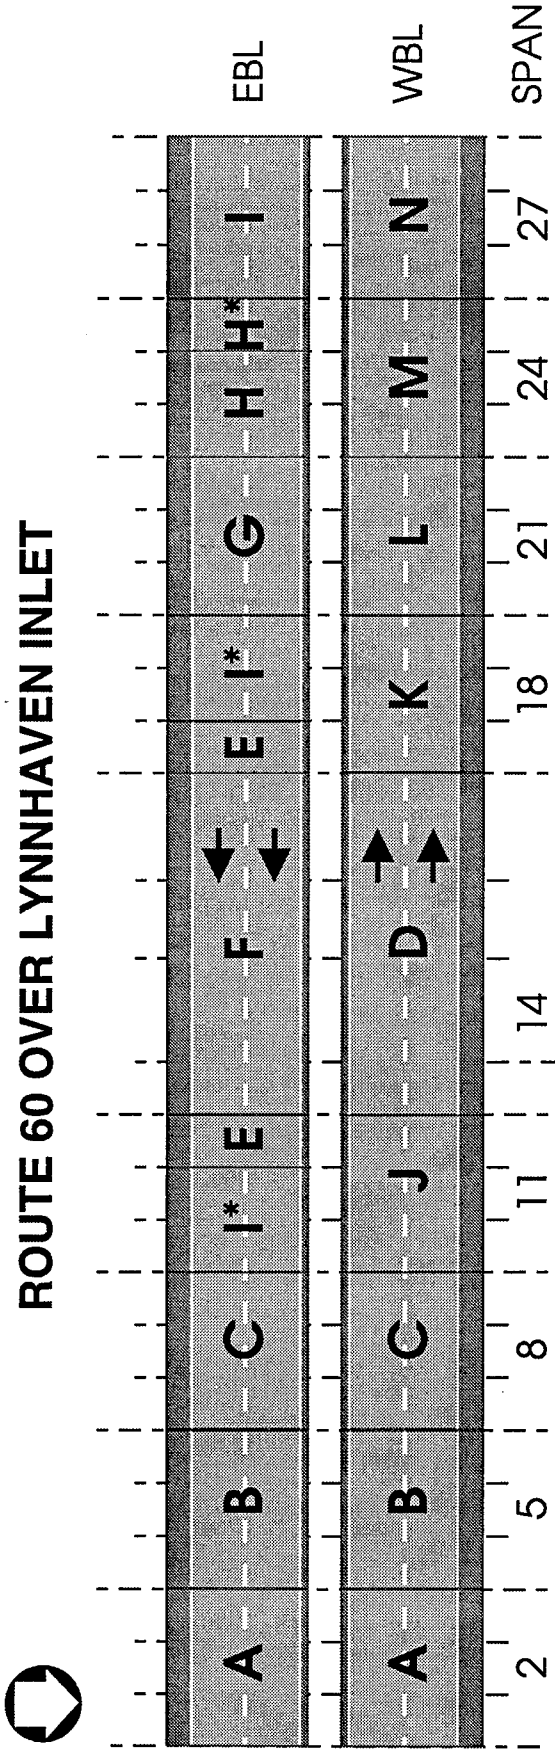 ROUTE 60 OVER LYNNHAVEN INLET
A B C I* E F E I* G H H* I EBL
A B C J D K L M N WBL
2 5 8 11 14 18 21 24 27 SPAN